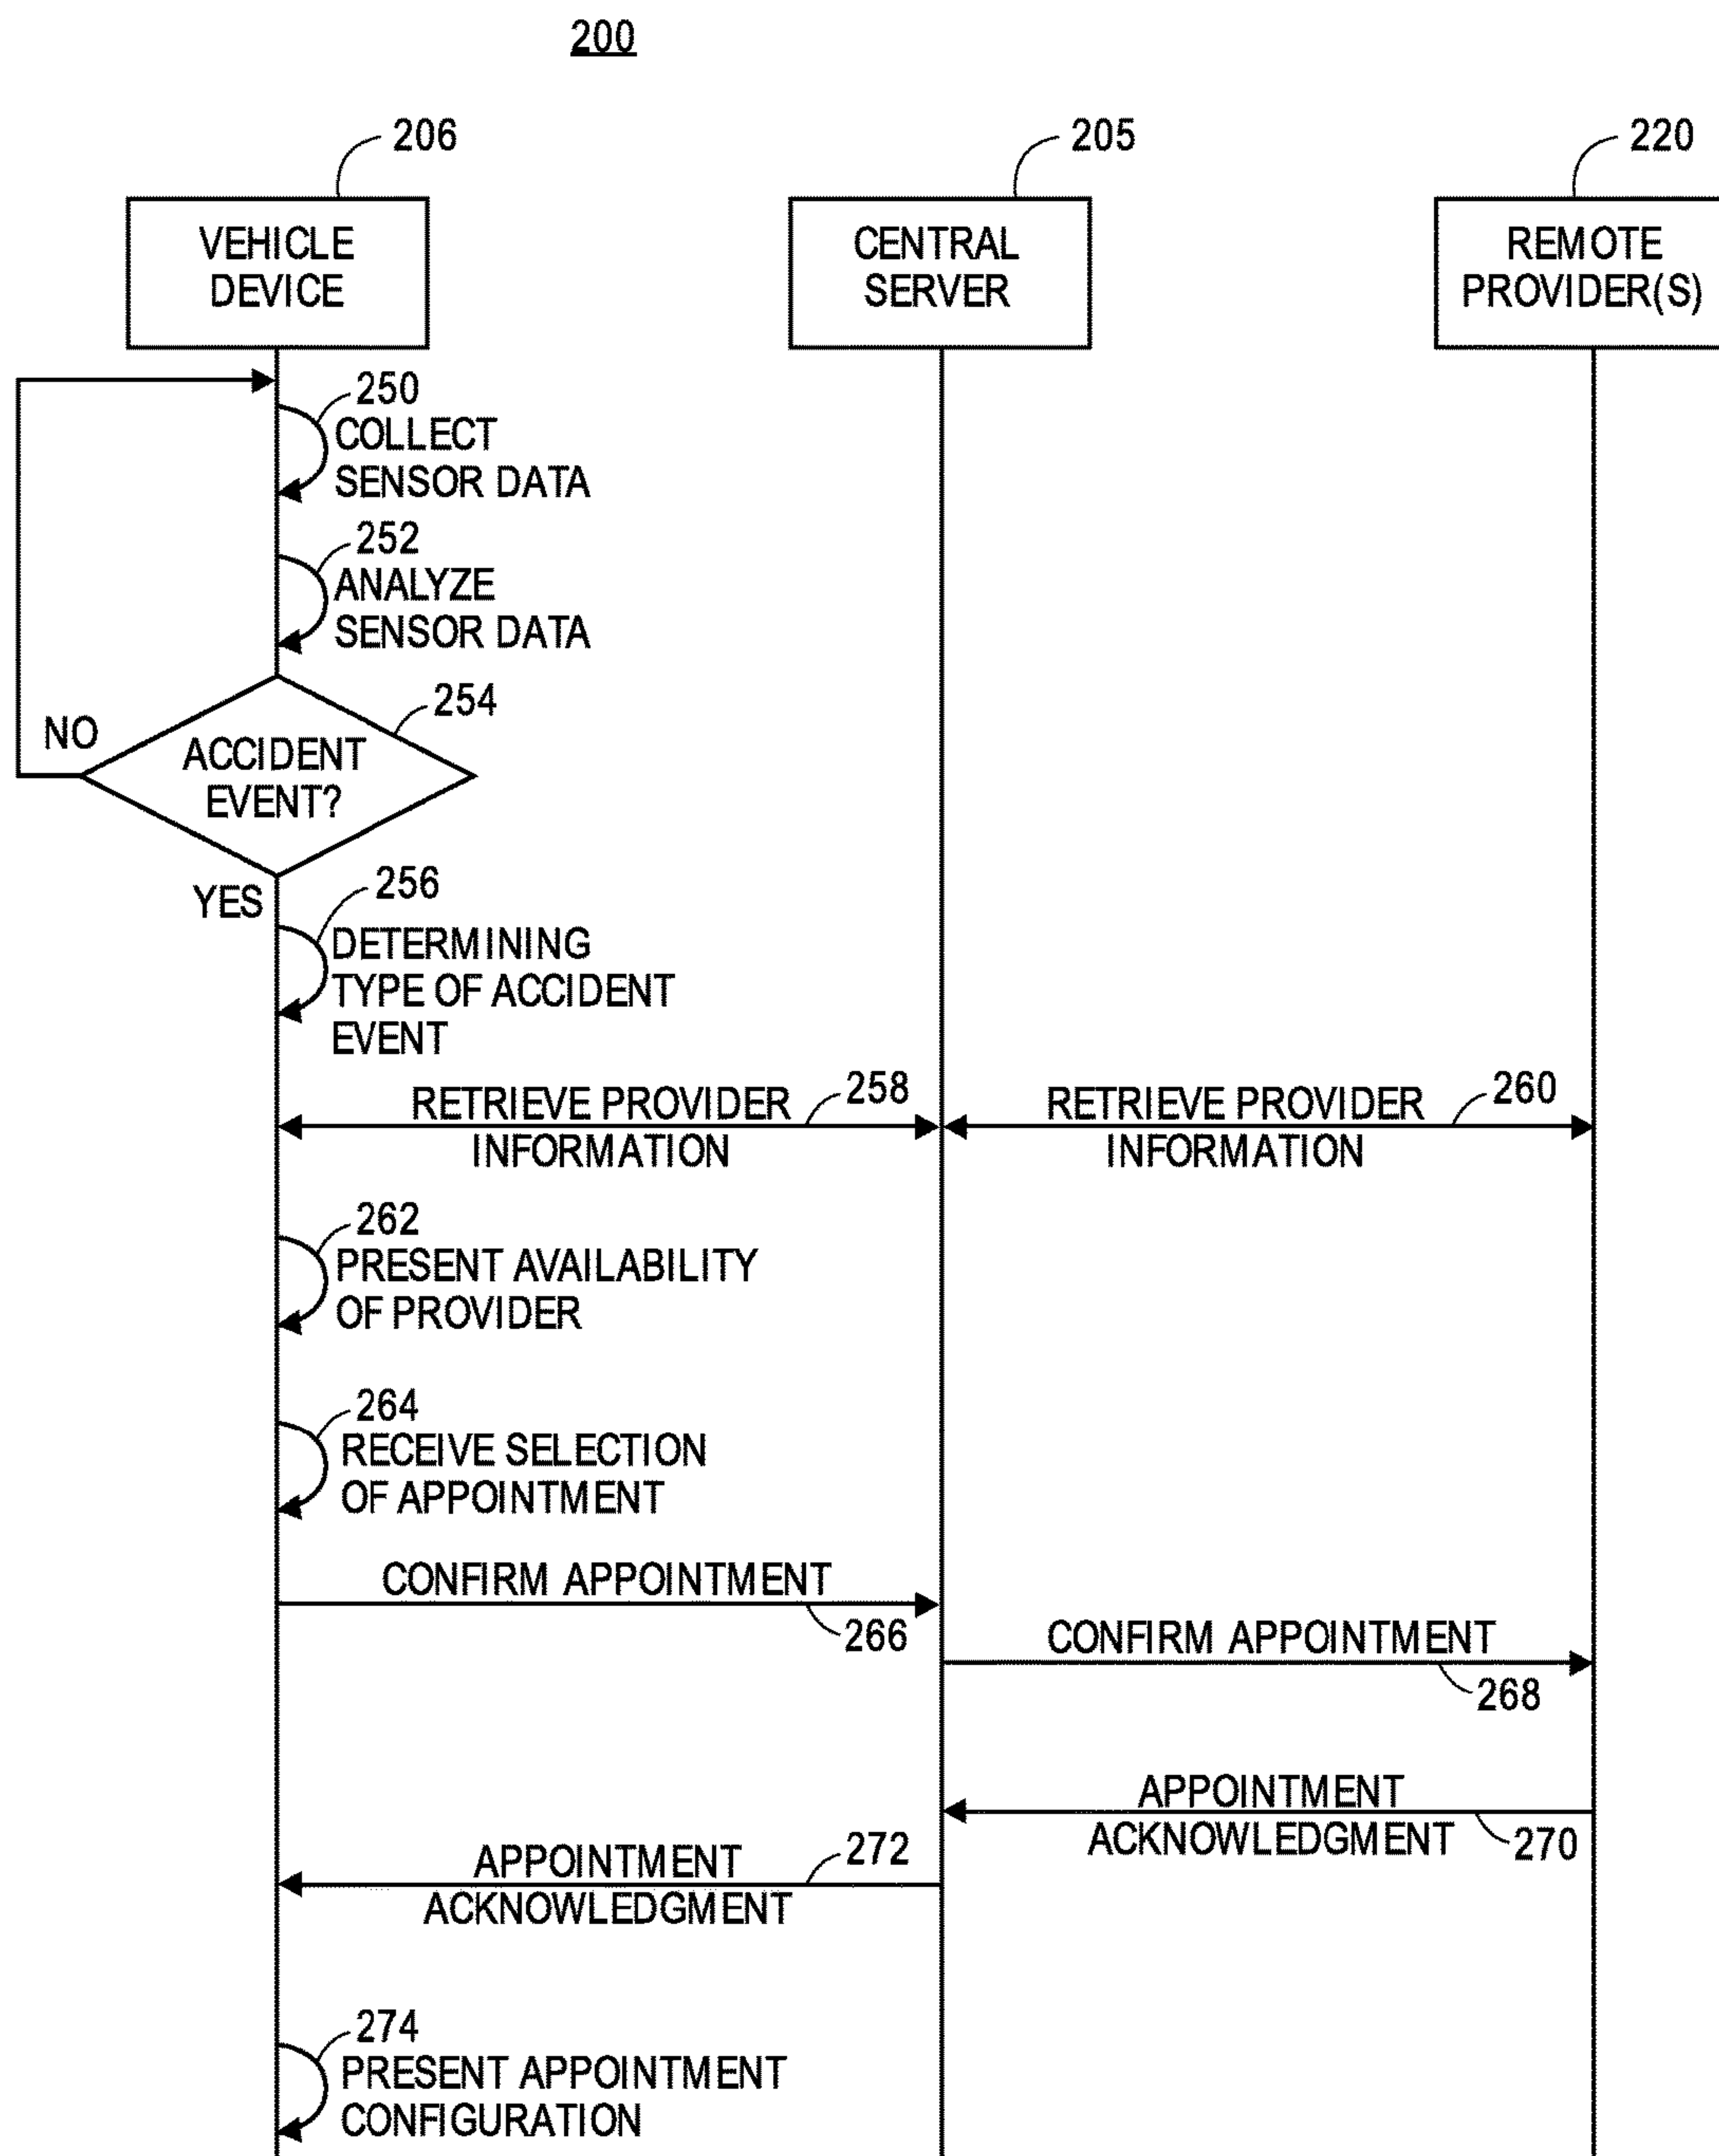 200
206
205
220
VEHICLE
DEVICE
CENTRAL
SERVER
REMOTE
PROVIDER(S)
250
COLLECT
SENSOR DATA
252
ANALYZE
SENSOR DATA
254
NO
ACCIDENT
EVENT?
YES
256
DETERMINING
TYPE OF ACCIDENT
EVENT
RETRIEVE PROVIDER
INFORMATION
258
RETRIEVE PROVIDER
INFORMATION
260
262
PRESENT AVAILABILITY
OF PROVIDER
264
RECEIVE SELECTION
OF APPOINTMENT
CONFIRM APPOINTMENT
266
CONFIRM APPOINTMENT
268
APPOINTMENT
ACKNOWLEDGMENT
270
APPOINTMENT
ACKNOWLEDGMENT
272
274
PRESENT APPOINTMENT
CONFIGURATION